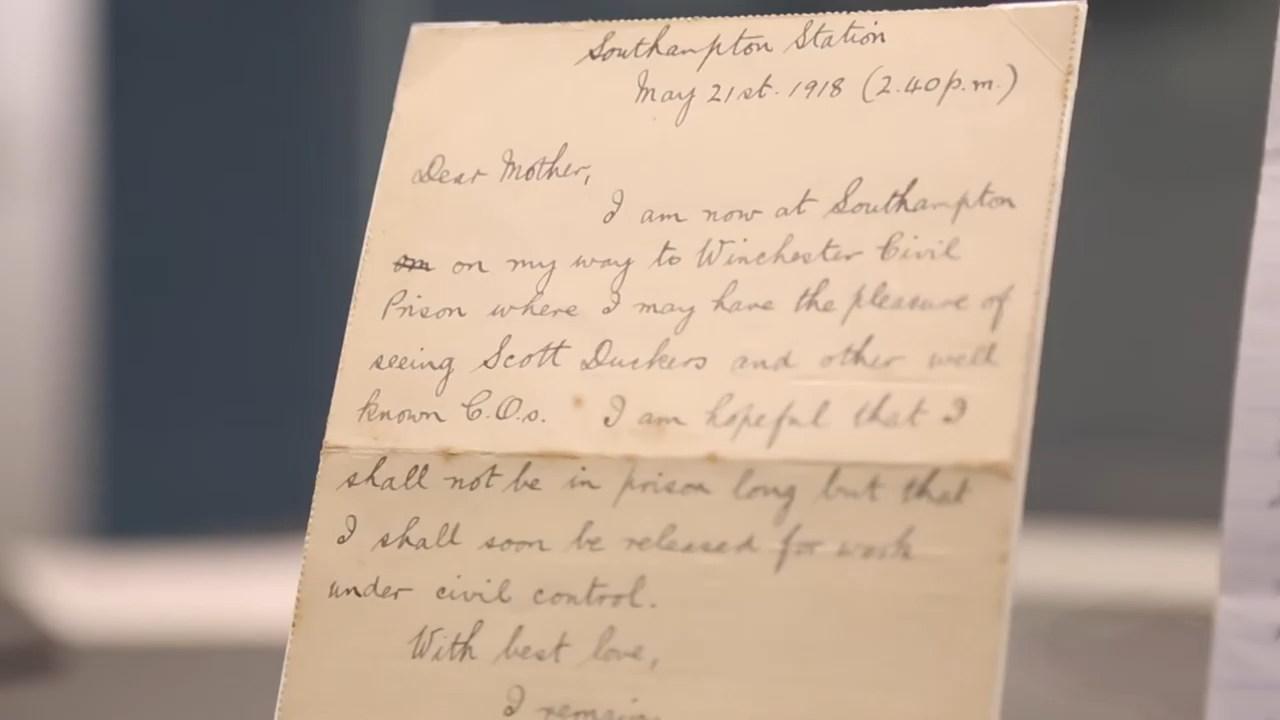 Southampton Station
May 21st. 1918 (2.40p.m.)
Dear Mother,
I am now at Southampton
on on my way to Winchester Civil
Prison where I may have the pleasure of
seeing Scott Duckers and other well
known C.O.s. I am hopeful that I
shall not be in prison long but that
I shall soon be released for work
under civil control.
With best love,
I remain